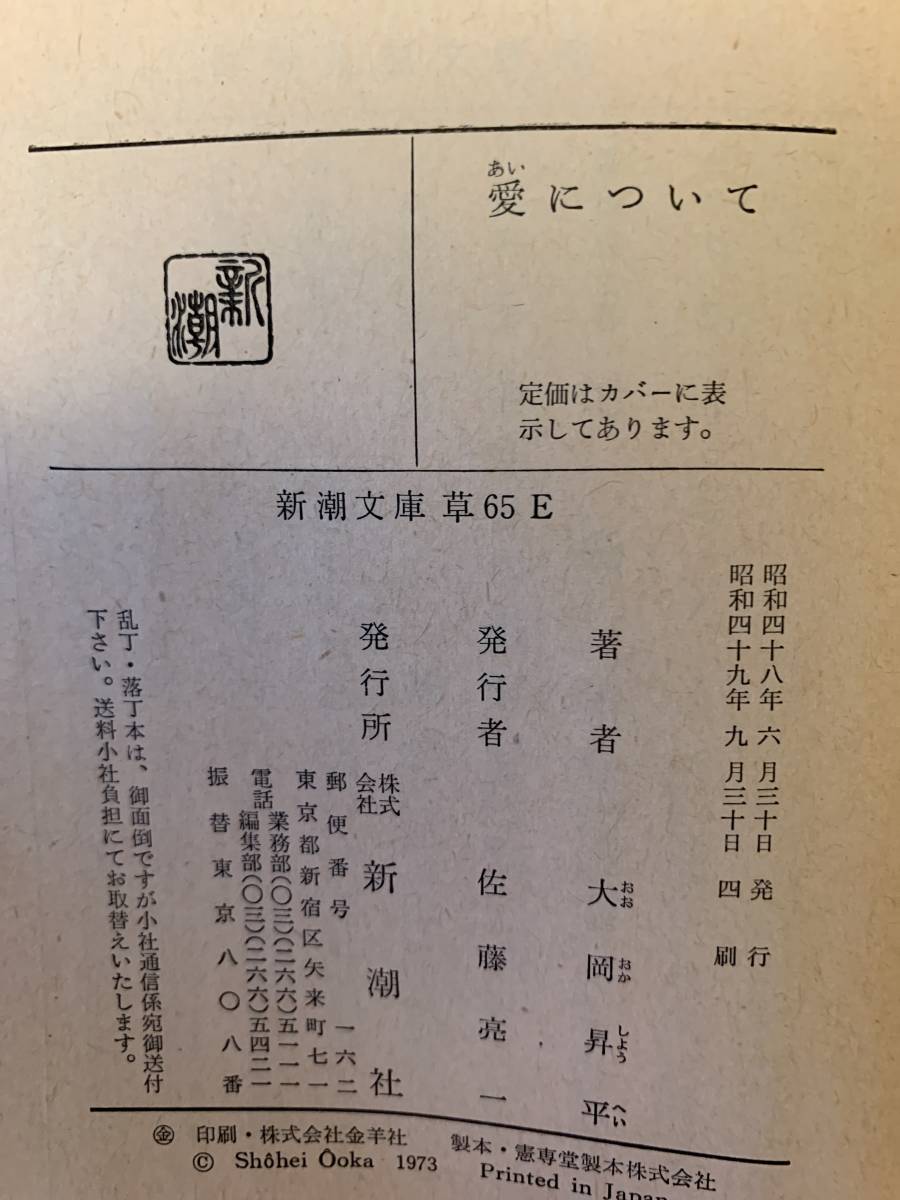 あい
愛について
新潮
定価はカバーに表
示してあります。
新潮文庫 草65E
昭和四十八年 六 月三十日 発 行
昭和四十九年 九 月三十日 四 刷
著者 大岡昇平
おお おか しよう へい
発行者 佐藤亮一
発行所 株式会社 新潮社
郵便番号 一六二
東京都新宿区矢来町七一
電話 業務部(〇三)(二六六)五一一一
編集部(〇三)(二六六)五四二一
振替東京八〇八番
乱丁・落丁本は、御面倒ですが小社通信係宛御送付
下さい。送料小社負担にてお取替えいたします。
㊎ 印刷・株式会社金羊社 製本・憲専堂製本株式会社
© Shôhei Ôoka 1973 Printed in Japan